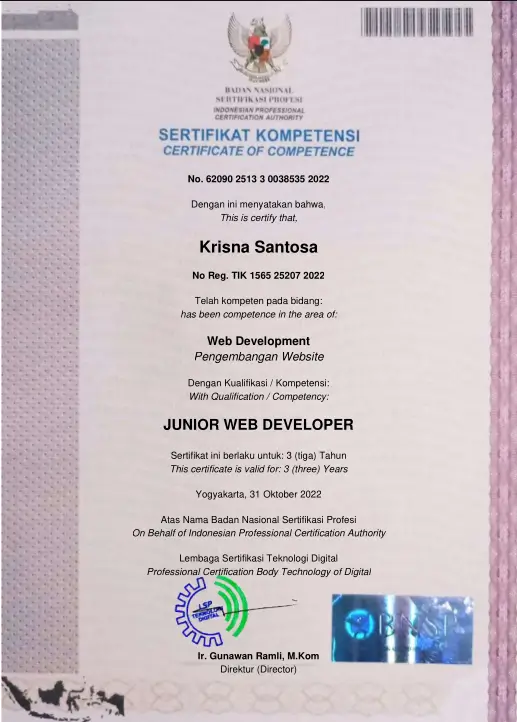 BADAN NASIONAL
SERTIFIKASI PROFESI
INDONESIAN PROFESSIONAL
CERTIFICATION AUTHORITY
SERTIFIKAT KOMPETENSI
CERTIFICATE OF COMPETENCE
No. 62090 2513 3 0038535 2022
Dengan ini menyatakan bahwa,
This is certify that,
Krisna Santosa
No Reg. TIK 1565 25207 2022
Telah kompeten pada bidang:
has been competence in the area of:
Web Development
Pengembangan Website
Dengan Kualifikasi / Kompetensi:
With Qualification / Competency:
JUNIOR WEB DEVELOPER
Sertifikat ini berlaku untuk: 3 (tiga) Tahun
This certificate is valid for: 3 (three) Years
Yogyakarta, 31 Oktober 2022
Atas Nama Badan Nasional Sertifikasi Profesi
On Behalf of Indonesian Professional Certification Authority
Lembaga Sertifikasi Teknologi Digital
Professional Certification Body Technology of Digital
LSP
TEKNOLOGI
DIGITAL
BNSP
Ir. Gunawan Ramli, M.Kom
Direktur (Director)